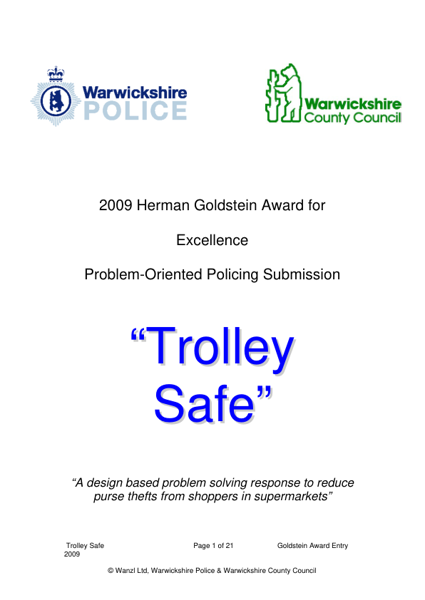 Warwickshire
POLICE
Warwickshire
County Council
2009 Herman Goldstein Award for
Excellence
Problem-Oriented Policing Submission
“Trolley
Safe”
“A design based problem solving response to reduce
purse thefts from shoppers in supermarkets”
Trolley Safe Page 1 of 21 Goldstein Award Entry
2009
© Wanzl Ltd, Warwickshire Police & Warwickshire County Council